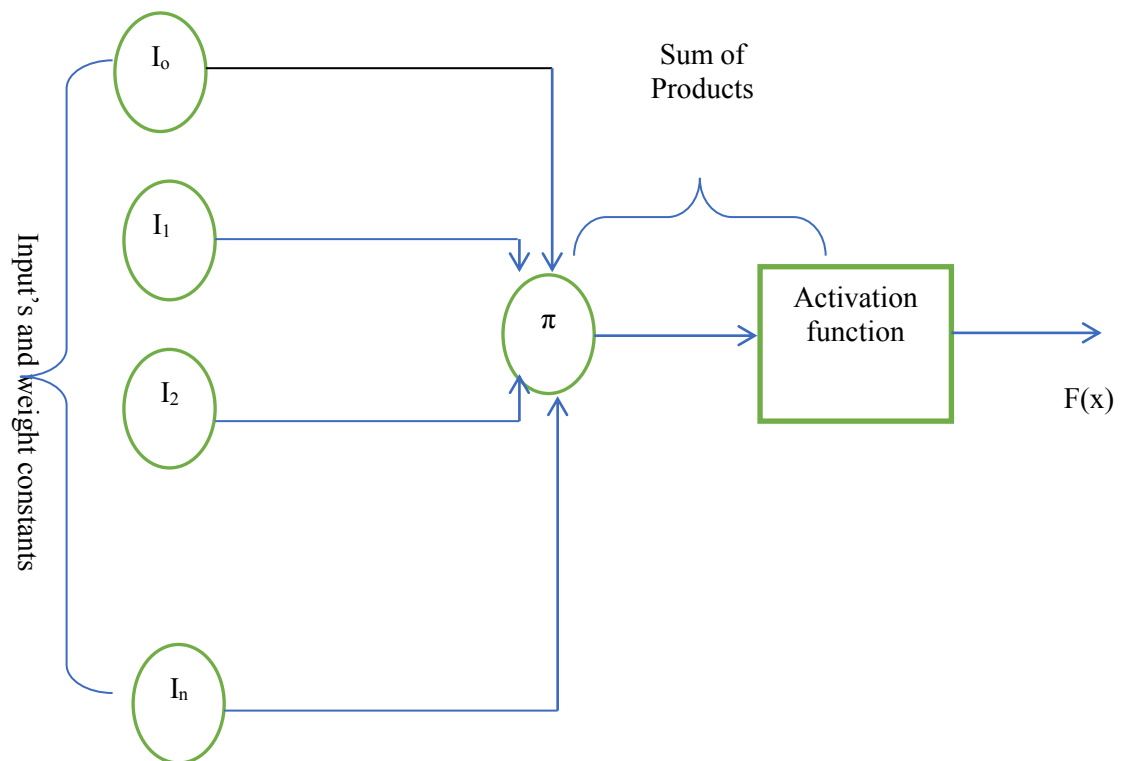 Input's and weight constants
Iₒ
I₁
I₂
Iₙ
π
Sum of
Products
Activation
function
F(x)